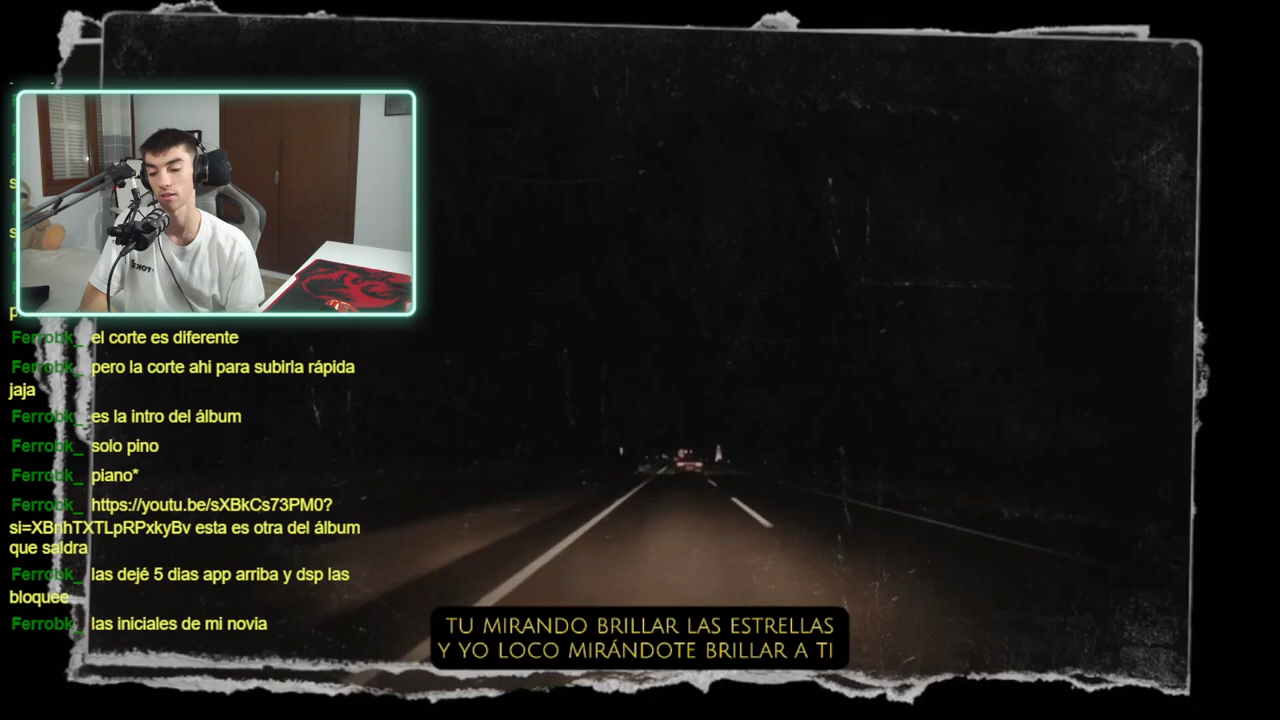 Ferrobk_ el corte es diferente
Ferrobk_ pero la corte ahi para subirla rápida
jaja
Ferrobk_ es la intro del álbum
Ferrobk_ solo pino
Ferrobk_ piano*
Ferrobk_ https://youtu.be/sXBkCs73PM0?
si=XBnhTXTLpRPxkyBv esta es otra del álbum
que saldra
Ferrobk_ las dejé 5 dias app arriba y dsp las
bloquee
Ferrobk_ las iniciales de mi novia
TU MIRANDO BRILLAR LAS ESTRELLAS
Y YO LOCO MIRÁNDOTE BRILLAR A TI